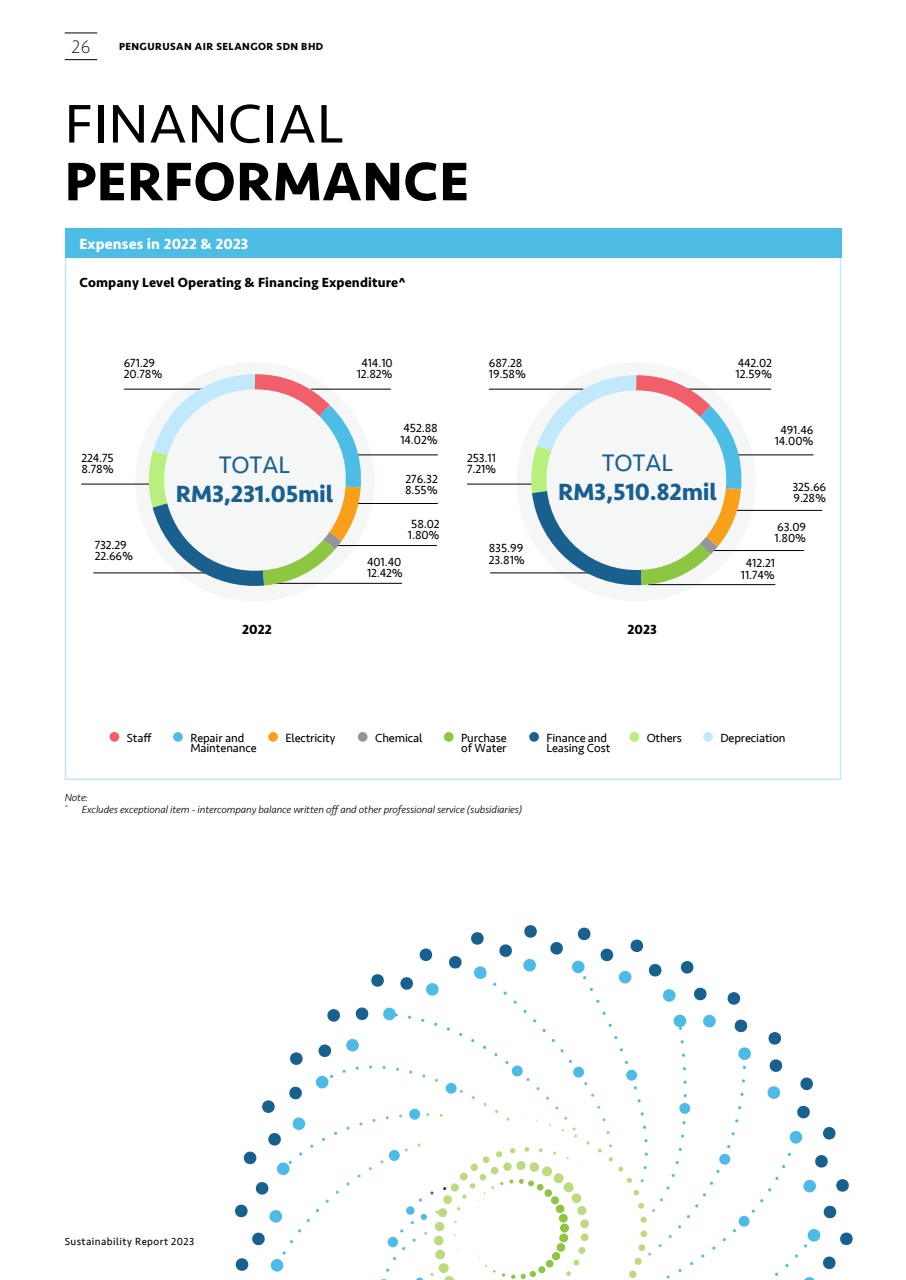 26
PENGURUSAN AIR SELANGOR SDN BHD
FINANCIAL
PERFORMANCE
Expenses in 2022 & 2023
Company Level Operating & Financing Expenditure^
671.29
20.78%
414.10
12.82%
452.88
14.02%
224.75
8.78%
276.32
8.55%
58.02
1.80%
732.29
22.66%
401.40
12.42%
TOTAL
RM3,231.05mil
2022
687.28
19.58%
442.02
12.59%
491.46
14.00%
253.11
7.21%
325.66
9.28%
63.09
1.80%
835.99
23.81%
412.21
11.74%
TOTAL
RM3,510.82mil
2023
Staff
Repair and
Maintenance
Electricity
Chemical
Purchase
of Water
Finance and
Leasing Cost
Others
Depreciation
Note:
^ Excludes exceptional item - intercompany balance written off and other professional service (subsidiaries)
Sustainability Report 2023